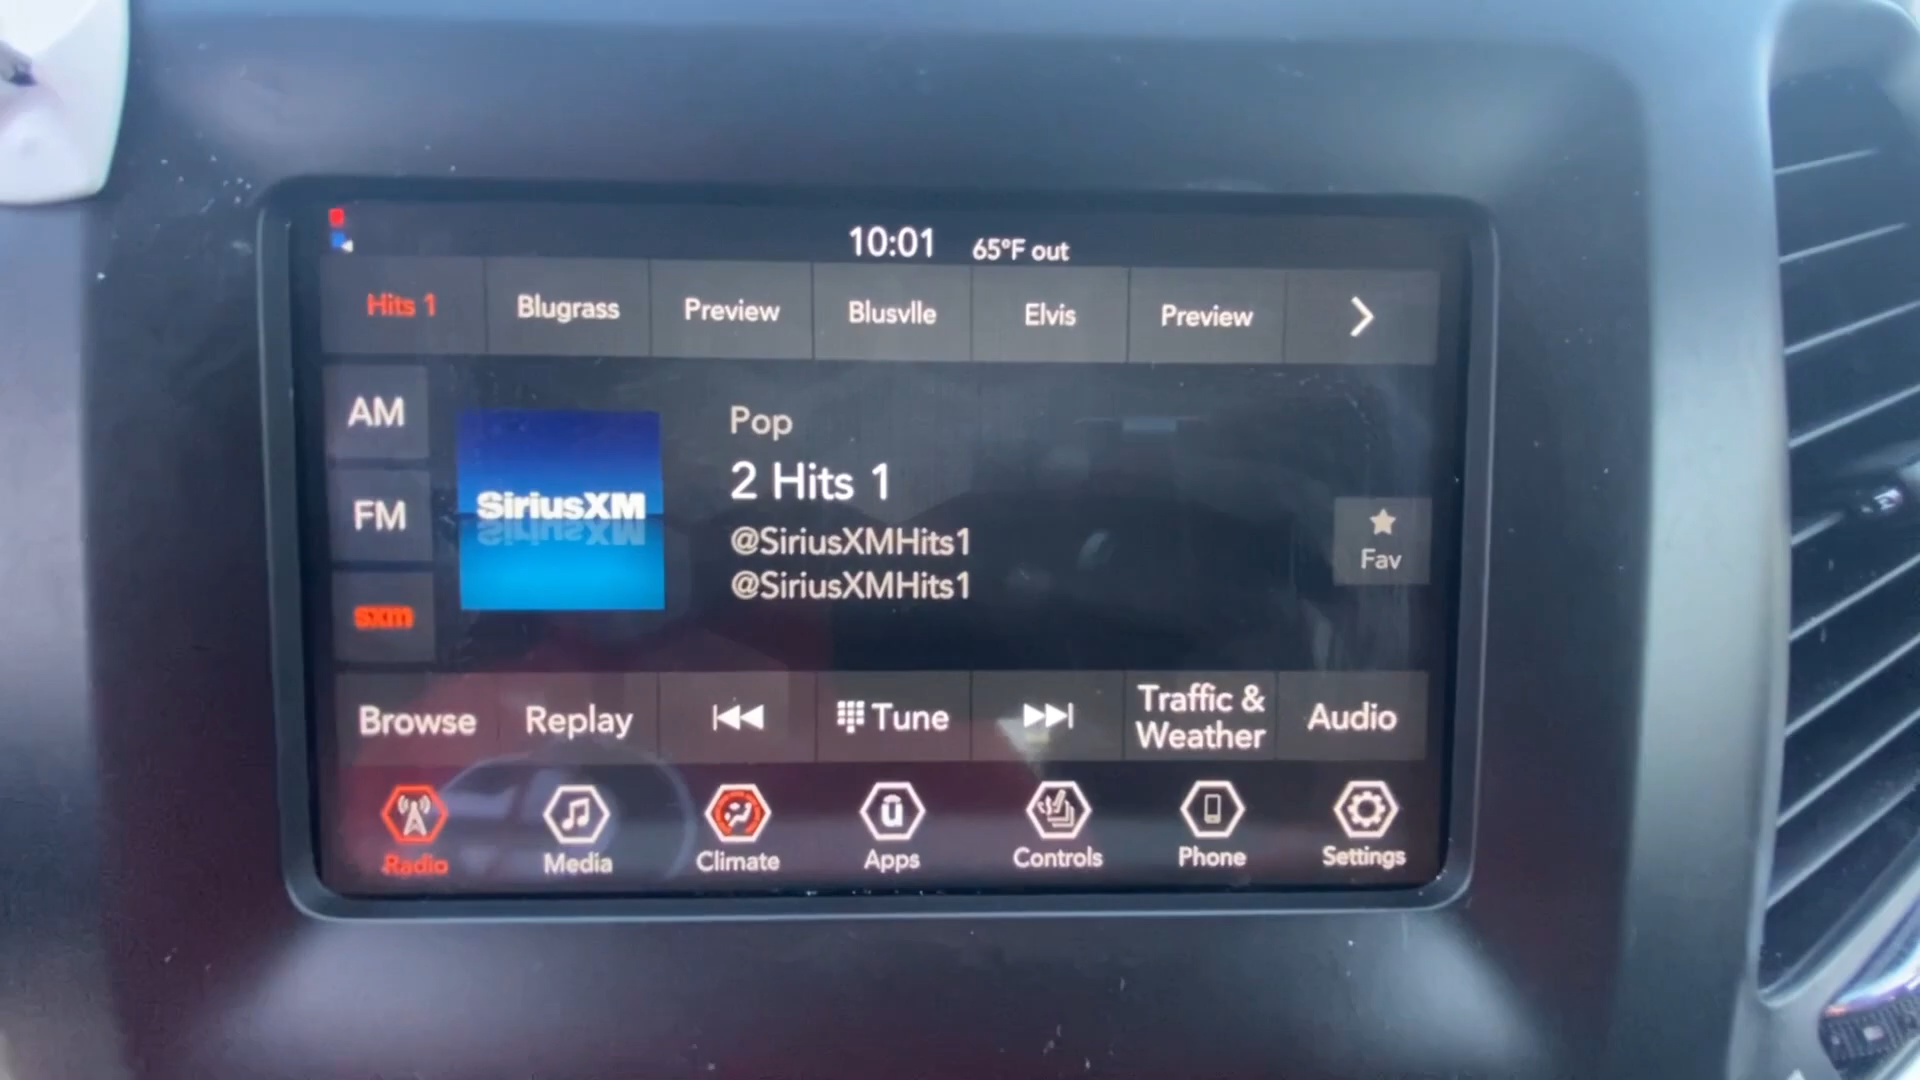 10:01 65°F out
Hits 1 Blugrass Preview Blusvlle Elvis Preview
AM
FM
sxm
SiriusXM
Pop
2 Hits 1
@SiriusXMHits1
@SiriusXMHits1
Fav
Browse Replay Tune Traffic & Weather Audio
Radio Media Climate Apps Controls Phone Settings